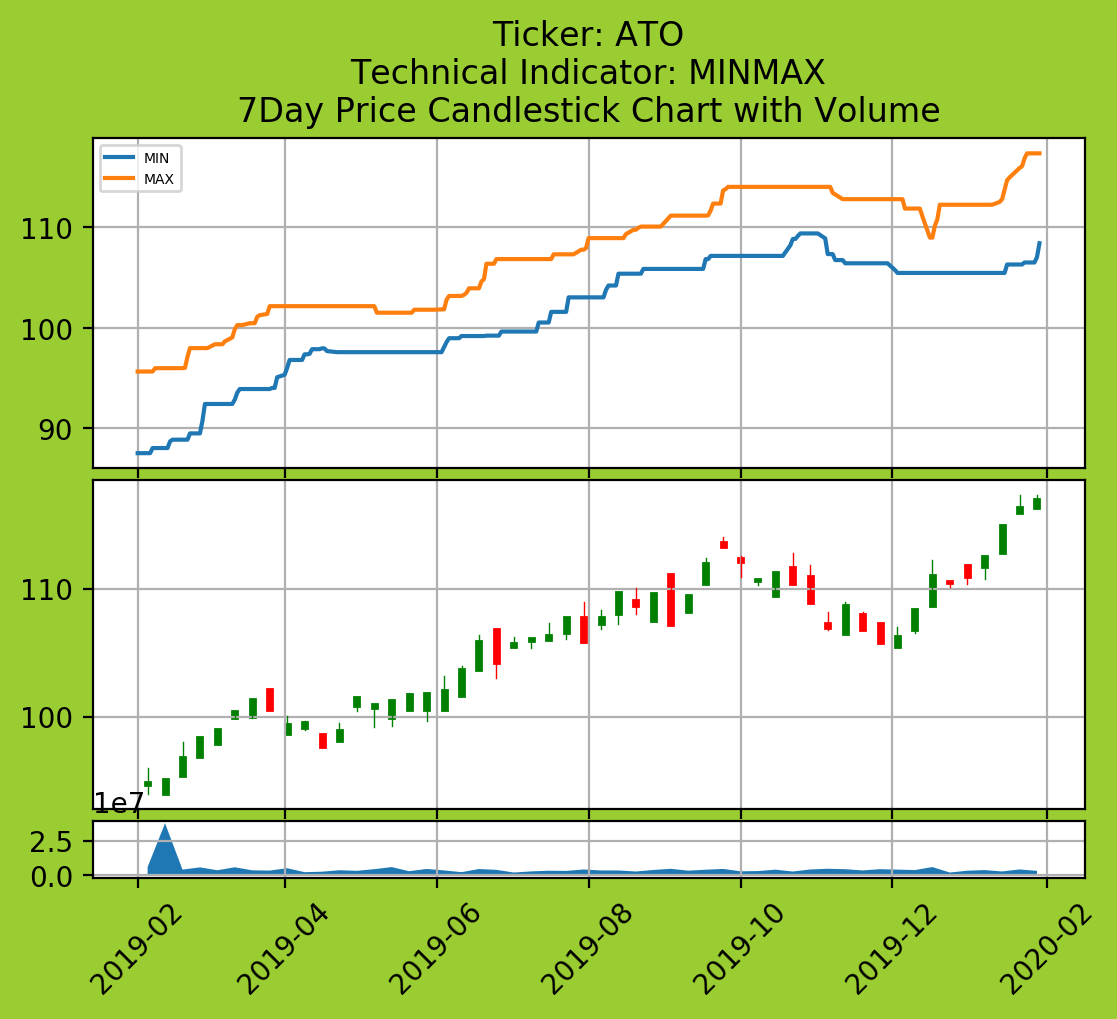 Ticker: ATO
Technical Indicator: MINMAX
7Day Price Candlestick Chart with Volume
MIN
MAX
110
100
90
110
100
1e7
2.5
0.0
2019-02
2019-04
2019-06
2019-08
2019-10
2019-12
2020-02